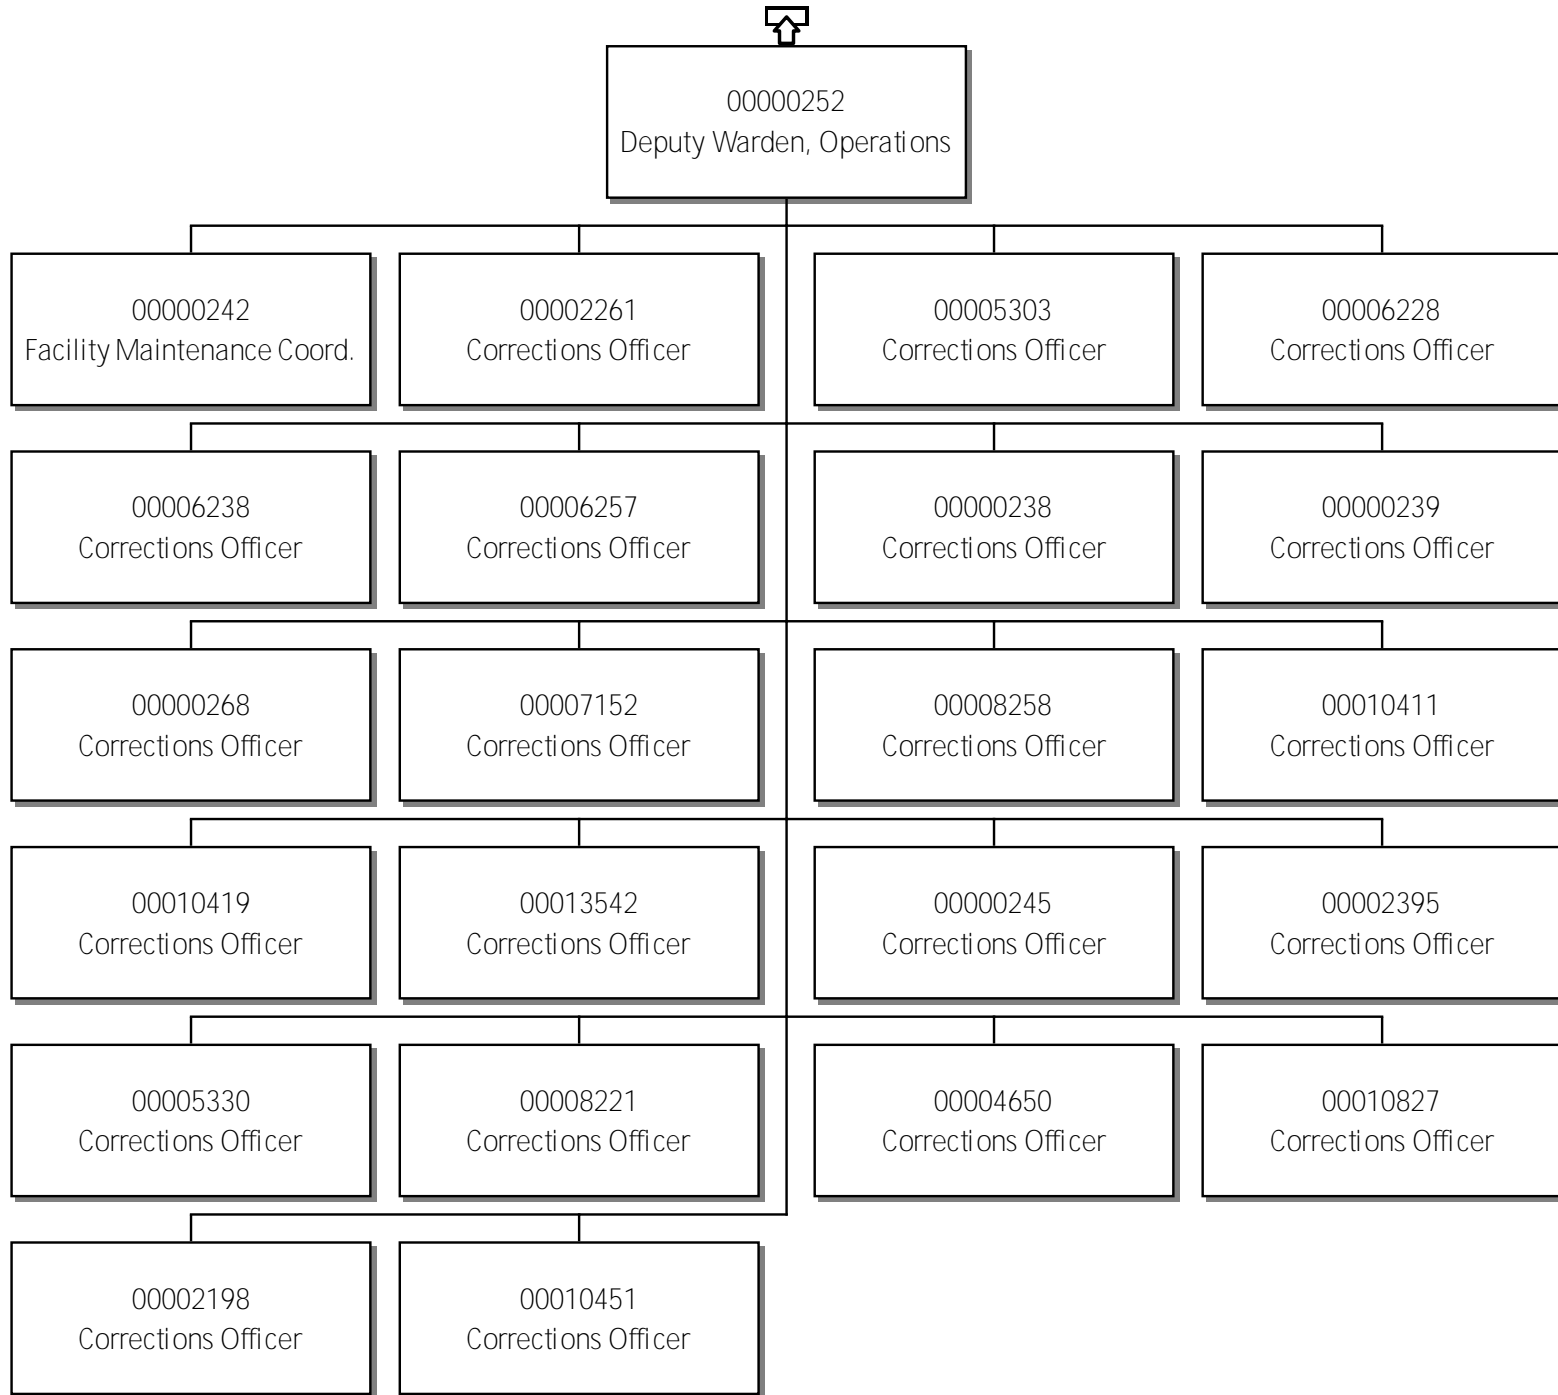 00000252
Deputy Warden, Operations
00000242
Facility Maintenance Coord.
00002261
Corrections Officer
00005303
Corrections Officer
00006228
Corrections Officer
00006238
Corrections Officer
00006257
Corrections Officer
00000238
Corrections Officer
00000239
Corrections Officer
00000268
Corrections Officer
00007152
Corrections Officer
00008258
Corrections Officer
00010411
Corrections Officer
00010419
Corrections Officer
00013542
Corrections Officer
00000245
Corrections Officer
00002395
Corrections Officer
00005330
Corrections Officer
00008221
Corrections Officer
00004650
Corrections Officer
00010827
Corrections Officer
00002198
Corrections Officer
00010451
Corrections Officer